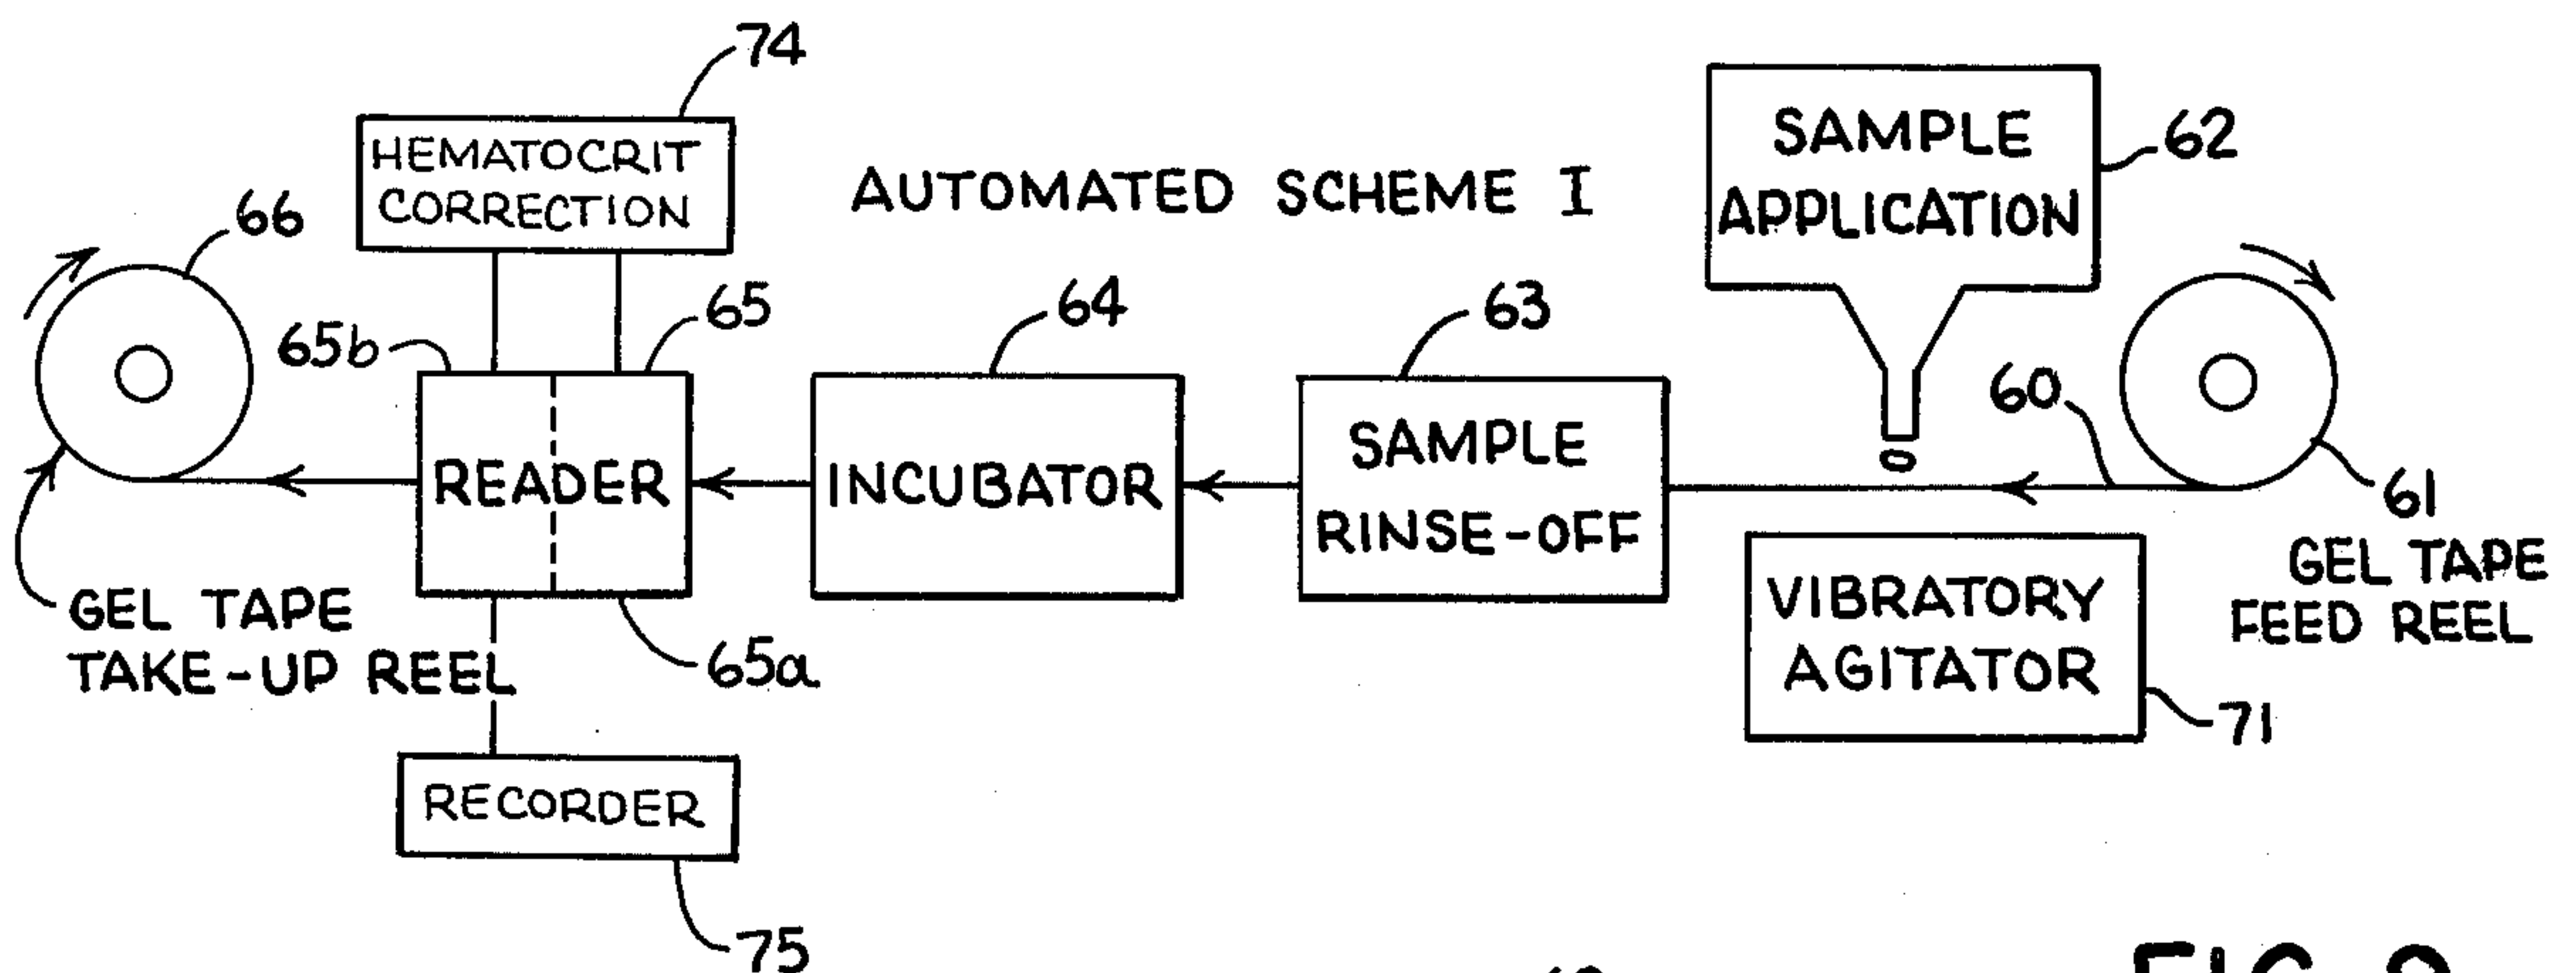 74
HEMATOCRIT
CORRECTION
AUTOMATED SCHEME I
SAMPLE
APPLICATION
62
66
65b
65
64
63
60
61
GEL TAPE
FEED REEL
READER
INCUBATOR
SAMPLE
RINSE-OFF
VIBRATORY
AGITATOR
71
GEL TAPE
TAKE-UP REEL
65a
RECORDER
75